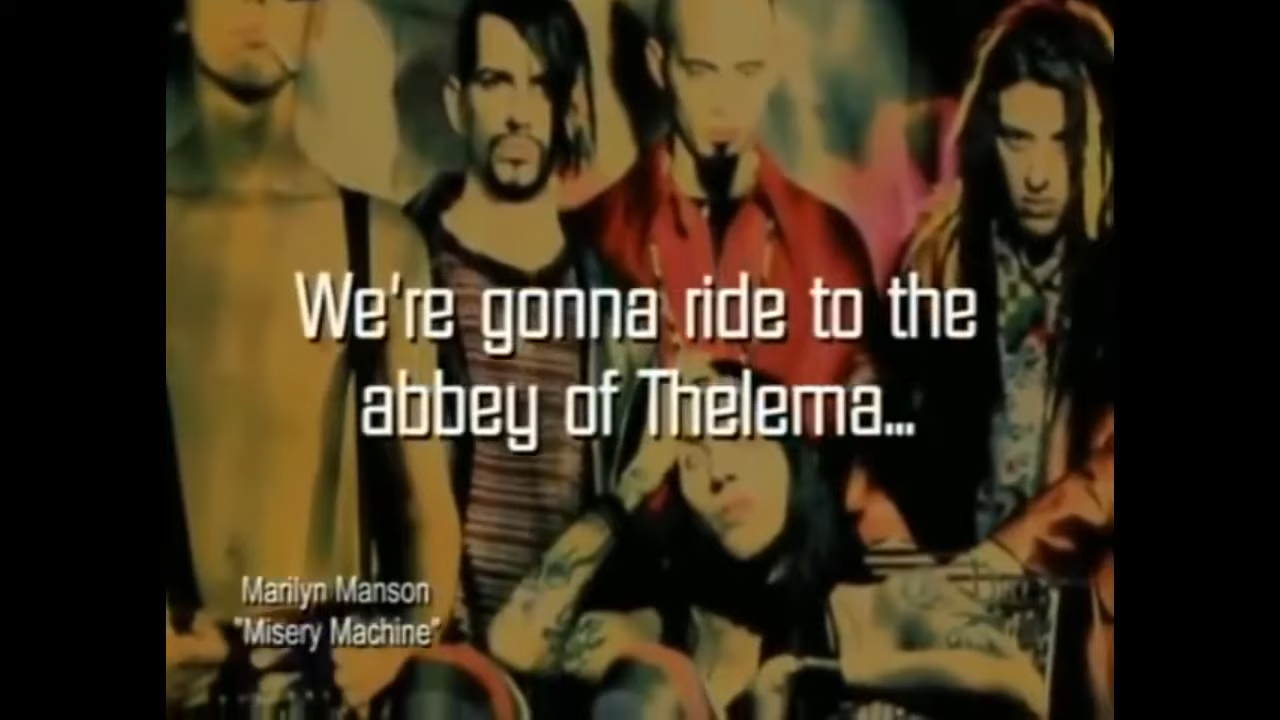 We're gonna ride to the
abbey of Thelema...
Marilyn Manson
"Misery Machine"